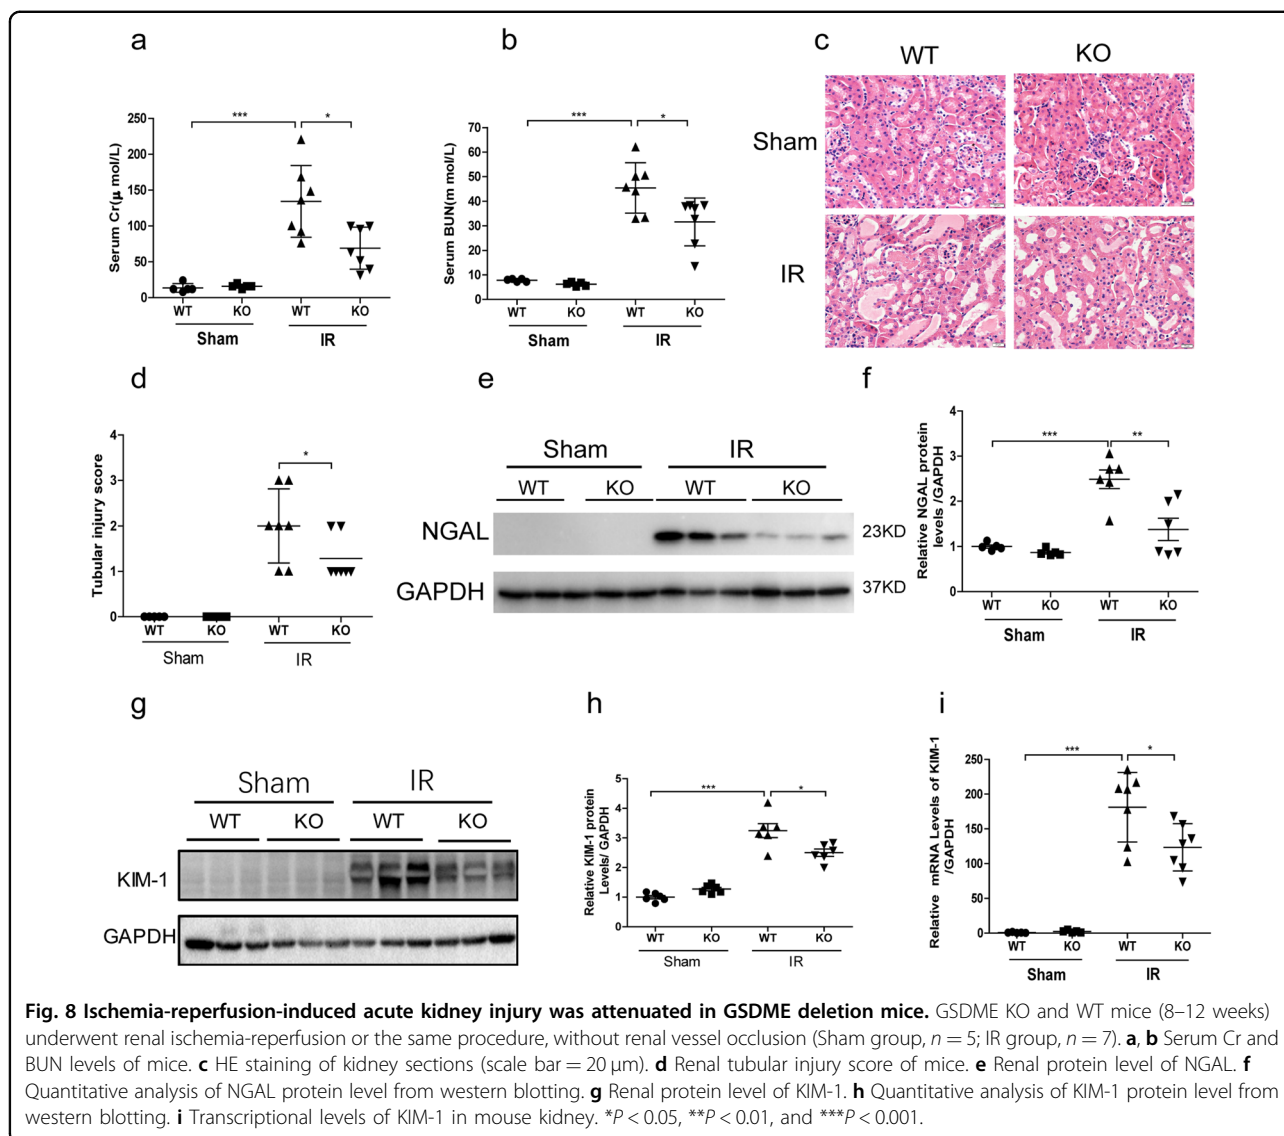 a
Serum Cr(μ mol/L)
250
200
150
100
50
0
***
*
WT KO WT KO
Sham IR
b
Serum BUN(m mol/L)
70
60
50
40
30
20
10
0
***
*
WT KO WT KO
Sham IR
c
WT KO
Sham
IR
d
Tubular injury score
4
3
2
1
0
*
WT KO WT KO
Sham IR
e
Sham IR
WT KO WT KO
NGAL 23KD
GAPDH 37KD
f
Relative NGAL protein
levels /GAPDH
4
3
2
1
0
***
**
WT KO WT KO
Sham IR
g
Sham IR
WT KO WT KO
KIM-1
GAPDH
h
Relative KIM-1 protein
Levels/ GAPDH
5
4
3
2
1
0
***
*
WT KO WT KO
Sham IR
i
Relative mRNA Levels of KIM-1
/GAPDH
250
200
150
100
50
0
***
*
WT KO WT KO
Sham IR
Fig. 8 Ischemia-reperfusion-induced acute kidney injury was attenuated in GSDME deletion mice. GSDME KO and WT mice (8–12 weeks)
underwent renal ischemia-reperfusion or the same procedure, without renal vessel occlusion (Sham group, n = 5; IR group, n = 7). a, b Serum Cr and
BUN levels of mice. c HE staining of kidney sections (scale bar = 20 μm). d Renal tubular injury score of mice. e Renal protein level of NGAL. f
Quantitative analysis of NGAL protein level from western blotting. g Renal protein level of KIM-1. h Quantitative analysis of KIM-1 protein level from
western blotting. i Transcriptional levels of KIM-1 in mouse kidney. *P < 0.05, **P < 0.01, and ***P < 0.001.